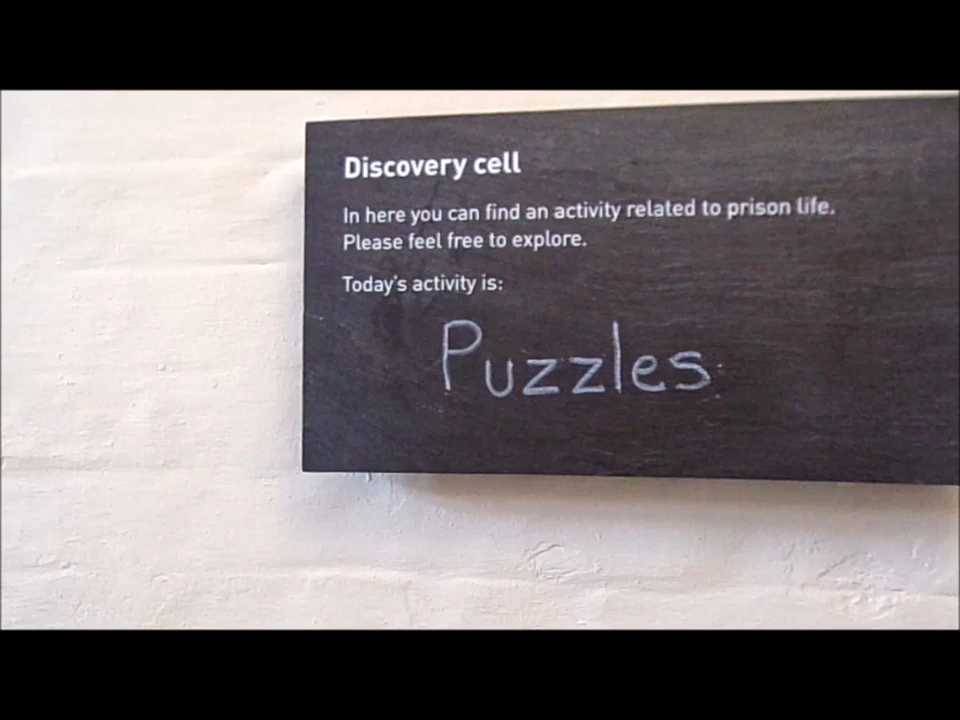 Discovery cell
In here you can find an activity related to prison life.
Please feel free to explore.
Today's activity is:
Puzzles